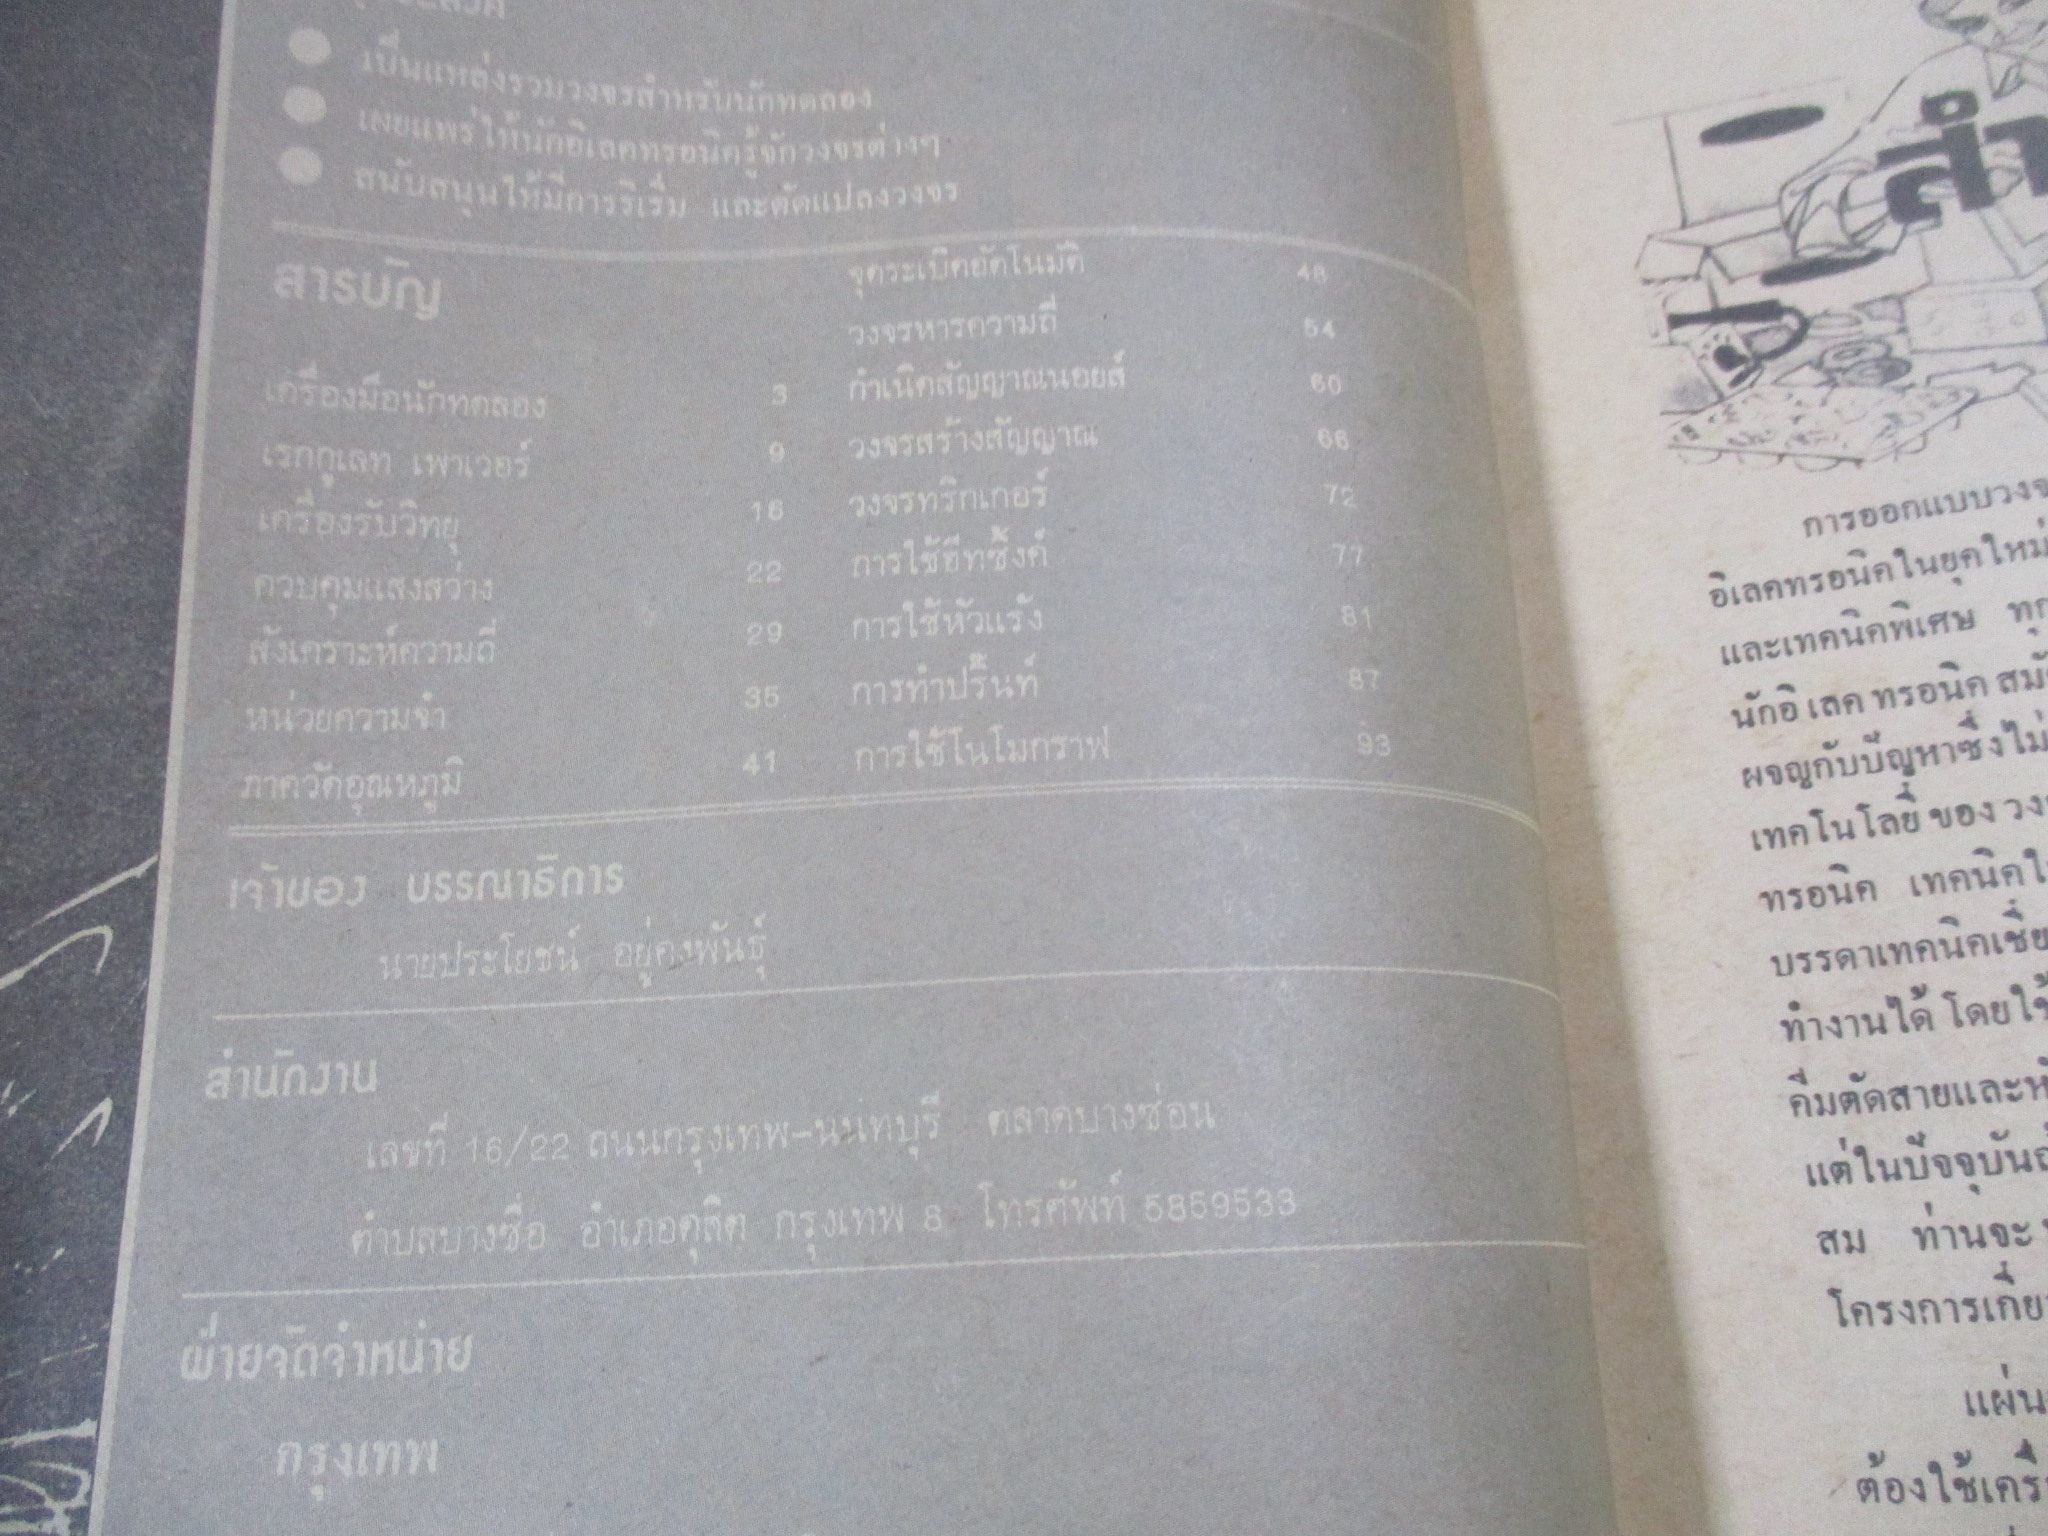 เป็นแหล่งรวมวงจรสำหรับนักทดลอง
เผยแพร่ให้นักอิเลคทรอนิครู้จักวงจรต่างๆ
สนับสนุนให้มีการริเริ่ม และดัดแปลงวงจร
สารบัญ
เครื่องมือนักทดลอง 3
เรกกูเลท เพาเวอร์ 9
เครื่องรับวิทยุ 16
ควบคุมแสงสว่าง 22
สังเคราะห์ความถี่ 29
หน่วยความจำ 35
ภาควัดอุณหภูมิ 41
จุดระเบิดอัตโนมัติ 48
วงจรหารความถี่ 54
กำเนิดสัญญาณนอยส์ 60
วงจรสร้างสัญญาณ 66
วงจรทริกเกอร์ 72
การใช้ฮีทซิ้งค์ 77
การใช้หัวแร้ง 81
การทำปริ๊นท์ 87
การใช้โนโมกราฟ 93
เจ้าของ บรรณาธิการ
นายประโยชน์ อยู่คงพันธุ์
สำนักงาน
เลขที่ 16/22 ถนนกรุงเทพ-นนทบุรี ตลาดบางซ่อน
ตำบลบางซื่อ อำเภอดุสิต กรุงเทพ 8 โทรศัพท์ 5859533
ฝ่ายจัดจำหน่าย
กรุงเทพ
การออกแบบวงจ
อิเลคทรอนิคในยุคใหม่
และเทคนิคพิเศษ ทุก
นักอิเลคทรอนิค สมั
ผจญกับปัญหาซึ่งไม่
เทคโนโลยี่ของ วง
ทรอนิค เทคนิคใ
บรรดาเทคนิคเชี่ย
ทำงานได้ โดยใช้
คีมตัดสายและหั
แต่ในปัจจุบันถ้
สม ท่านจะ
โครงการเกี่ย
แผ่น
ต้องใช้เครื่